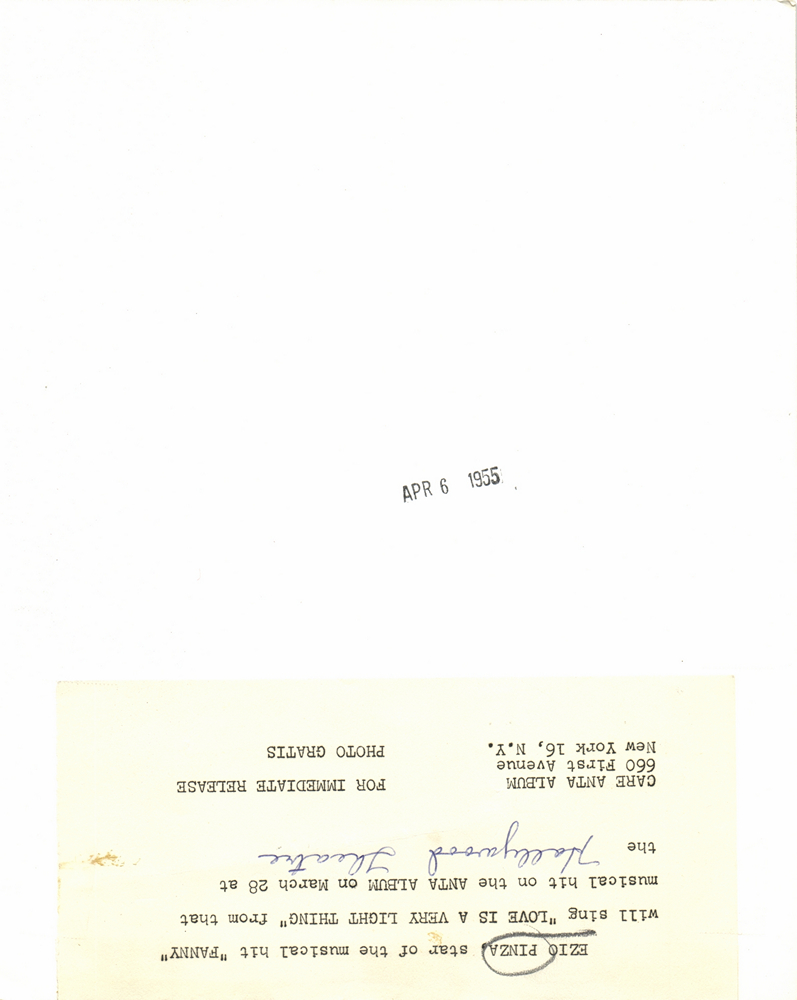 APR 6 1955
EZIO PINZA, star of the musical hit "FANNY"
will sing "LOVE IS A VERY LIGHT THING" from that
musical hit on the ANTA ALBUM on March 28 at
the Hollywood Theatre
CARE ANTA ALBUM FOR IMMEDIATE RELEASE
660 First Avenue
New York 16, N.Y. PHOTO GRATIS